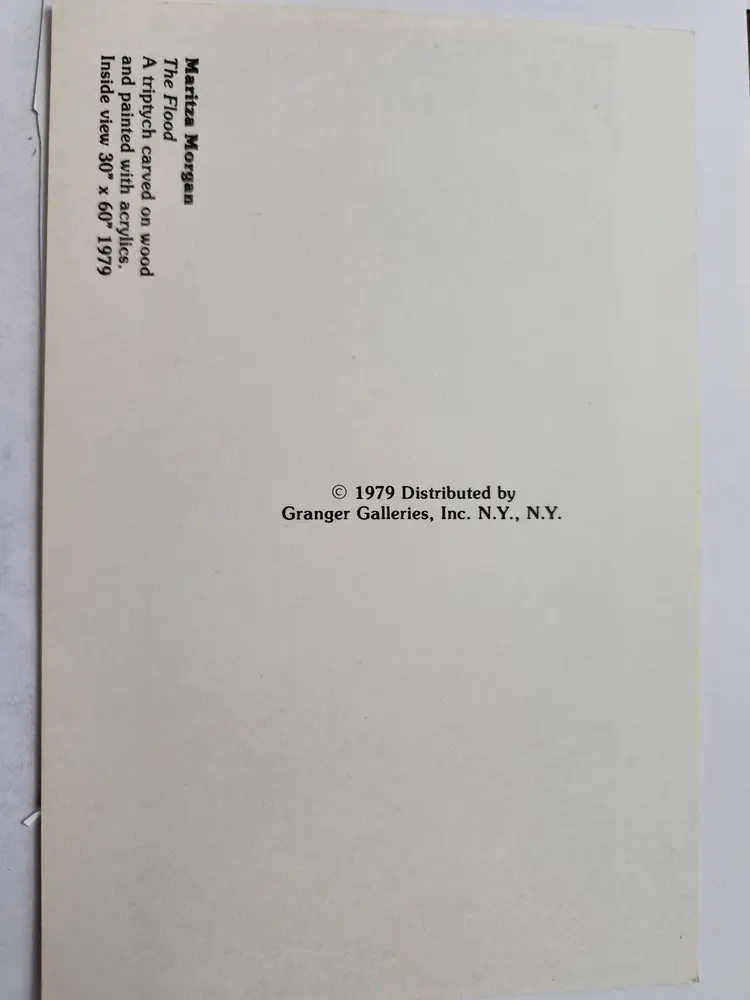 Maritza Morgan
The Flood
A triptych carved on wood
and painted with acrylics.
Inside view 30" x 60" 1979
© 1979 Distributed by
Granger Galleries, Inc. N.Y., N.Y.